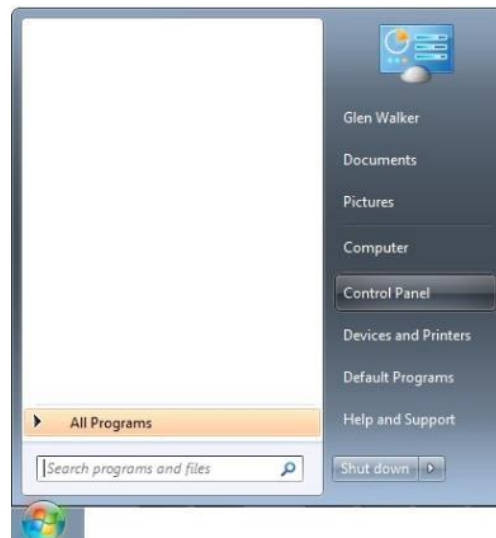 Glen Walker
Documents
Pictures
Computer
Control Panel
Devices and Printers
Default Programs
Help and Support
All Programs
Search programs and files
Shut down